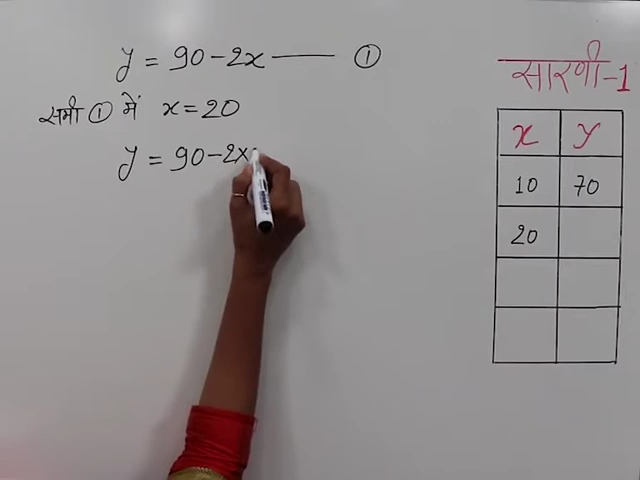 y = 90 - 2x —— ①
समी ① में x = 20
y = 90 - 2x
सारणी-1
x y
10 70
20